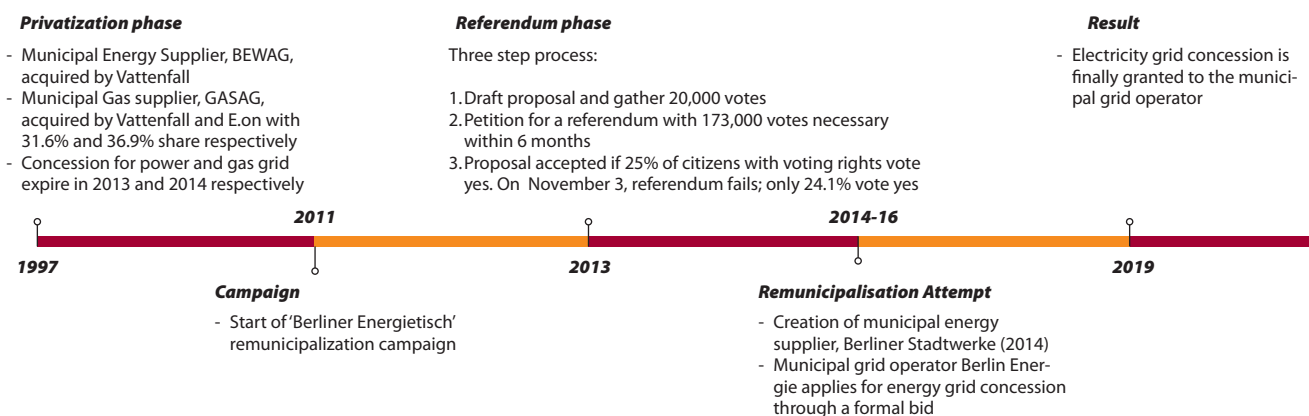 Privatization phase
- Municipal Energy Supplier, BEWAG,
acquired by Vattenfall
- Municipal Gas supplier, GASAG,
acquired by Vattenfall and E.on with
31.6% and 36.9% share respectively
- Concession for power and gas grid
expire in 2013 and 2014 respectively
Referendum phase
Three step process:
1. Draft proposal and gather 20,000 votes
2. Petition for a referendum with 173,000 votes necessary
within 6 months
3. Proposal accepted if 25% of citizens with voting rights vote
yes. On November 3, referendum fails; only 24.1% vote yes
Result
- Electricity grid concession is
finally granted to the munici-
pal grid operator
1997
2011
2013
2014-16
2019
Campaign
- Start of 'Berliner Energietisch'
remunicipalization campaign
Remunicipalisation Attempt
- Creation of municipal energy
supplier, Berliner Stadtwerke (2014)
- Municipal grid operator Berlin Ener-
gie applies for energy grid concession
through a formal bid